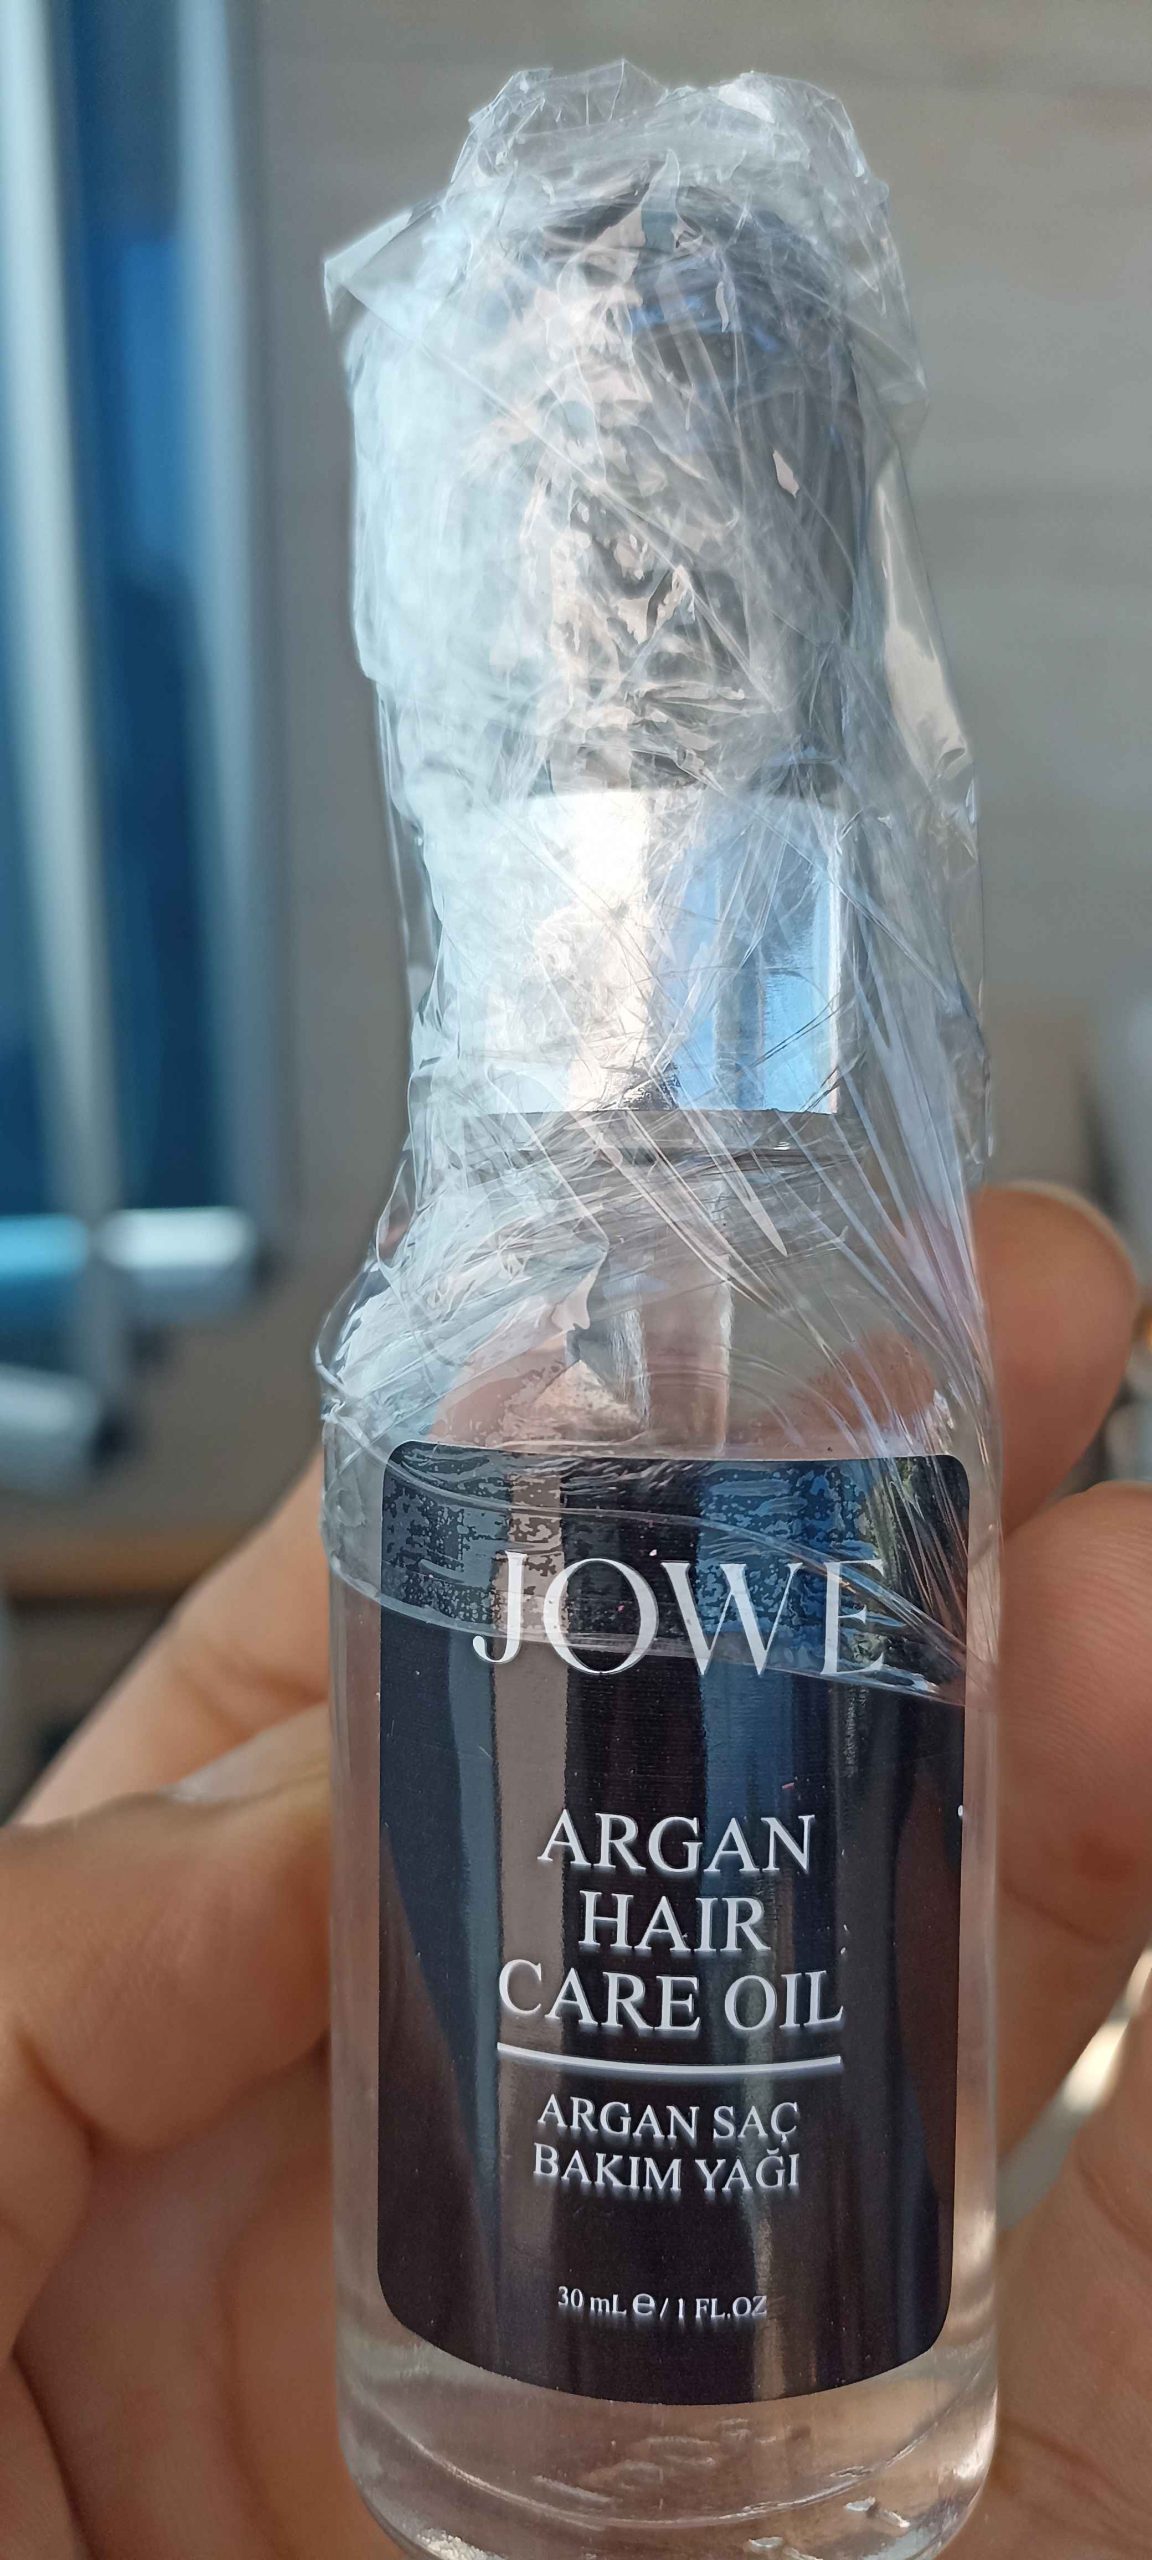 JOWE
ARGAN
HAIR
CARE OIL
ARGAN SAÇ
BAKIM YAĞI
30 mL ℮ / 1 FL.OZ